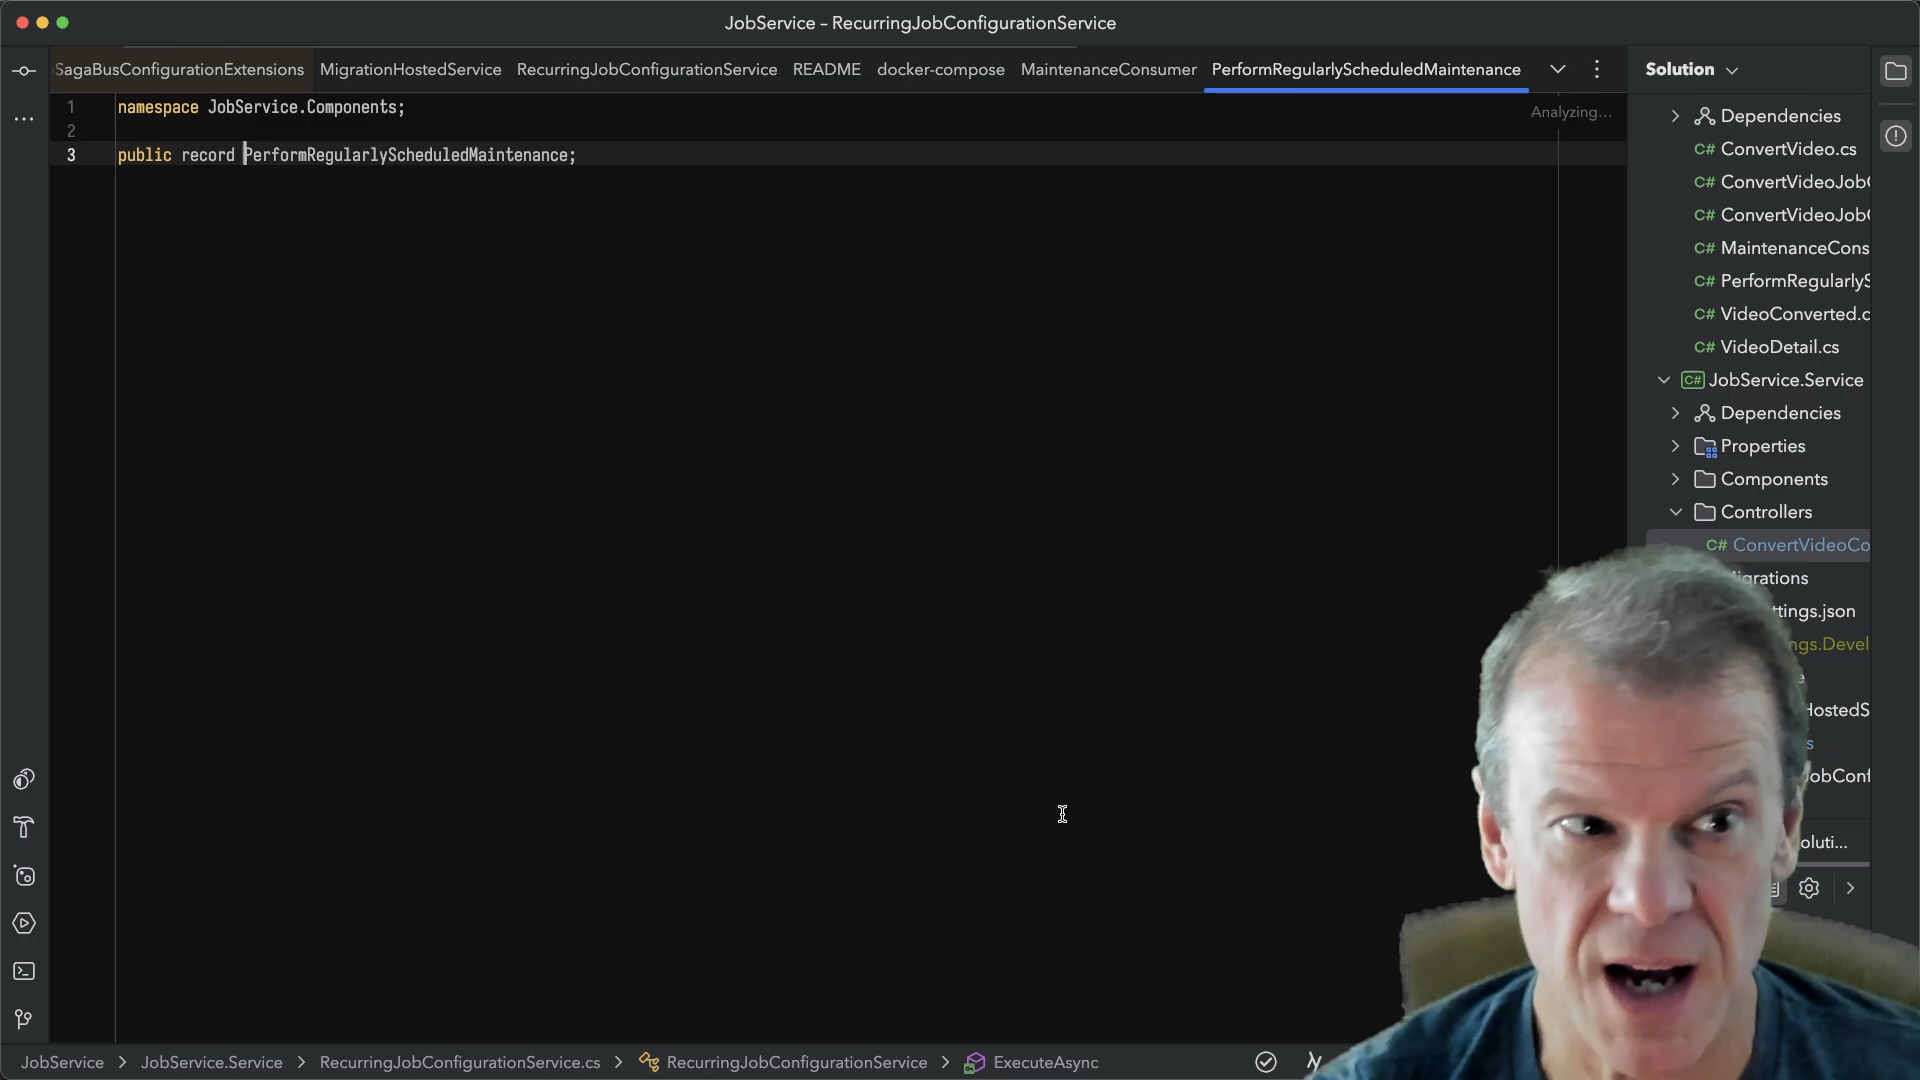 JobService – RecurringJobConfigurationService
SagaBusConfigurationExtensions
MigrationHostedService
RecurringJobConfigurationService
README
docker-compose
MaintenanceConsumer
PerformRegularlyScheduledMaintenance
Solution
1 namespace JobService.Components;
Analyzing...
2
3 public record PerformRegularlyScheduledMaintenance;
Dependencies
C# ConvertVideo.cs
C# ConvertVideoJobC
C# ConvertVideoJobC
C# MaintenanceCons
C# PerformRegularlyS
C# VideoConverted.c
C# VideoDetail.cs
C# JobService.Service
Dependencies
Properties
Components
Controllers
C# ConvertVideoCo
igrations
ttings.json
ngs.Devel
e
HostedS
s
obConf
oluti...
JobService > JobService.Service > RecurringJobConfigurationService.cs > RecurringJobConfigurationService > ExecuteAsync